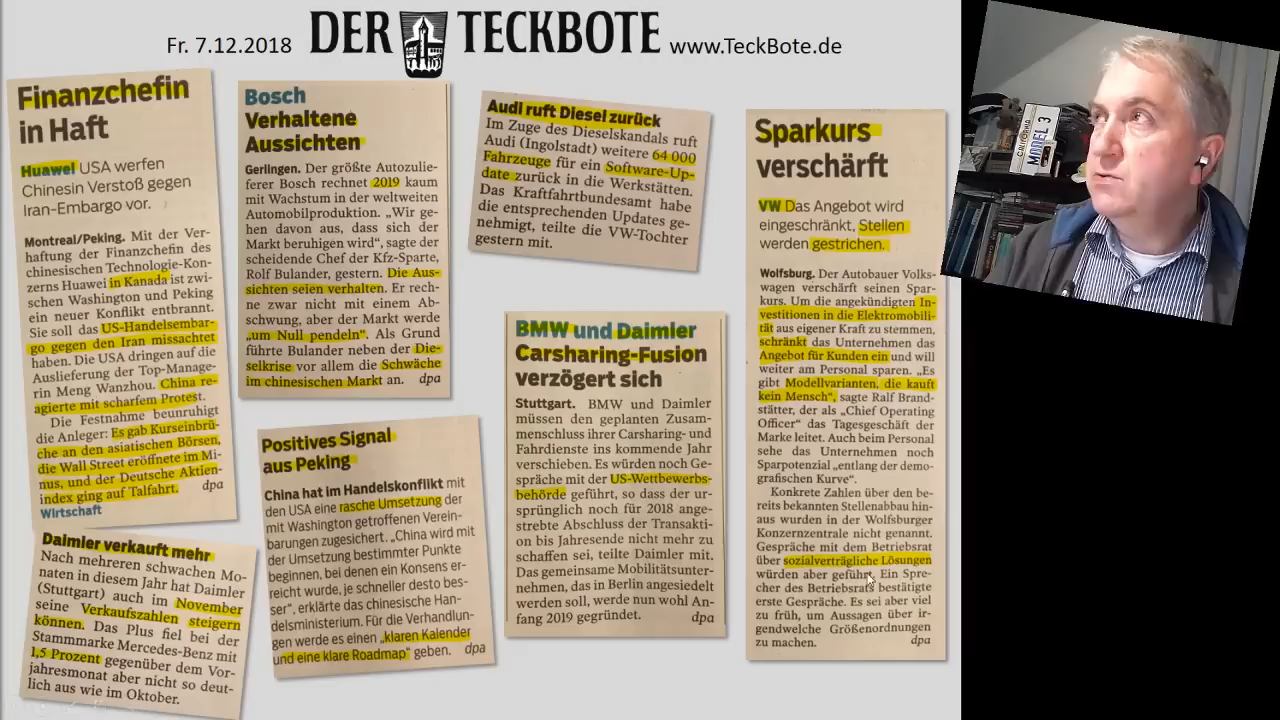 Fr. 7.12.2018 DER TECKBOTE www.TeckBote.de
Finanzchefin
in Haft
Huawei USA werfen
Chinesin Verstoß gegen
Iran-Embargo vor.
Montreal/Peking. Mit der Ver-
haftung der Finanzchefin des
chinesischen Technologie-Kon-
zerns Huawei in Kanada ist zwi-
schen Washington und Peking
ein neuer Konflikt entbrannt.
Sie soll das US-Handelsembar-
go gegen den Iran missachtet
haben. Die USA dringen auf die
Auslieferung der Top-Manage-
rin Meng Wanzhou. China re-
agierte mit scharfem Protest.
Die Festnahme beunruhigt
die Anleger: Es gab Kurseinbrü-
che an den asiatischen Börsen,
die Wall Street eröffnete im Mi-
nus, und der Deutsche Aktien-
index ging auf Talfahrt. dpa
Wirtschaft
Daimler verkauft mehr
Nach mehreren schwachen Mo-
naten in diesem Jahr hat Daimler
(Stuttgart) auch im November
seine Verkaufszahlen steigern
können. Das Plus fiel bei der
Stammmarke Mercedes-Benz mit
1,5 Prozent gegenüber dem Vor-
jahresmonat aber nicht so deut-
lich aus wie im Oktober.
Bosch
Verhaltene
Aussichten
Gerlingen. Der größte Autozulie-
ferer Bosch rechnet 2019 kaum
mit Wachstum in der weltweiten
Automobilproduktion. „Wir ge-
hen davon aus, dass sich der
Markt beruhigen wird“, sagte der
scheidende Chef der Kfz-Sparte,
Rolf Bulander, gestern. Die Aus-
sichten seien verhalten. Er rech-
ne zwar nicht mit einem Ab-
schwung, aber der Markt werde
„um Null pendeln“. Als Grund
führte Bulander neben der Die-
selkrise vor allem die Schwäche
im chinesischen Markt an. dpa
Positives Signal
aus Peking
China hat im Handelskonflikt mit
den USA eine rasche Umsetzung der
mit Washington getroffenen Verein-
barungen zugesichert. „China wird mit
der Umsetzung bestimmter Punkte
beginnen, bei denen ein Konsens er-
reicht wurde, je schneller desto bes-
ser“, erklärte das chinesische Han-
delsministerium. Für die Verhandlun-
gen werde es einen „klaren Kalender
und eine klare Roadmap“ geben. dpa
Audi ruft Diesel zurück
Im Zuge des Dieselskandals ruft
Audi (Ingolstadt) weitere 64 000
Fahrzeuge für ein Software-Up-
date zurück in die Werkstätten.
Das Kraftfahrtbundesamt habe
die entsprechenden Updates ge-
nehmigt, teilte die VW-Tochter
gestern mit.
BMW und Daimler
Carsharing-Fusion
verzögert sich
Stuttgart. BMW und Daimler
müssen den geplanten Zusam-
menschluss ihrer Carsharing- und
Fahrdienste ins kommende Jahr
verschieben. Es würden noch Ge-
spräche mit der US-Wettbewerbs-
behörde geführt, so dass der ur-
sprünglich noch für 2018 ange-
strebte Abschluss der Transakti-
on bis Jahresende nicht mehr zu
schaffen sei, teilte Daimler mit.
Das gemeinsame Mobilitätsunter-
nehmen, das in Berlin angesiedelt
werden soll, werde nun wohl An-
fang 2019 gegründet. dpa
Sparkurs
verschärft
VW Das Angebot wird
eingeschränkt, Stellen
werden gestrichen.
Wolfsburg. Der Autobauer Volks-
wagen verschärft seinen Spar-
kurs. Um die angekündigten In-
vestitionen in die Elektromobili-
tät aus eigener Kraft zu stemmen,
schränkt das Unternehmen das
Angebot für Kunden ein und will
weiter am Personal sparen. „Es
gibt Modellvarianten, die kauft
kein Mensch“, sagte Ralf Brand-
stätter, der als „Chief Operating
Officer“ das Tagesgeschäft der
Marke leitet. Auch beim Personal
sehe das Unternehmen noch
Sparpotenzial „entlang der demo-
grafischen Kurve“.
Konkrete Zahlen über den be-
reits bekannten Stellenabbau hin-
aus wurden in der Wolfsburger
Konzernzentrale nicht genannt.
Gespräche mit dem Betriebsrat
über sozialverträgliche Lösungen
würden aber geführt. Ein Spre-
cher des Betriebsrats bestätigte
erste Gespräche. Es sei aber viel
zu früh, um Aussagen über ir-
gendwelche Größenordnungen
zu machen. dpa
California
MODEL 3